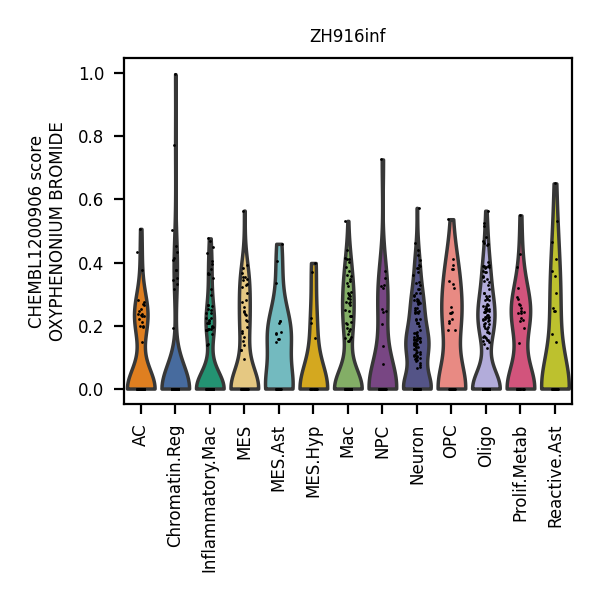 ZH916inf
CHEMBL1200906 score
OXYPHENONIUM BROMIDE
1.0
0.8
0.6
0.4
0.2
0.0
AC
Chromatin.Reg
Inflammatory.Mac
MES
MES.Ast
MES.Hyp
Mac
NPC
Neuron
OPC
Oligo
Prolif.Metab
Reactive.Ast